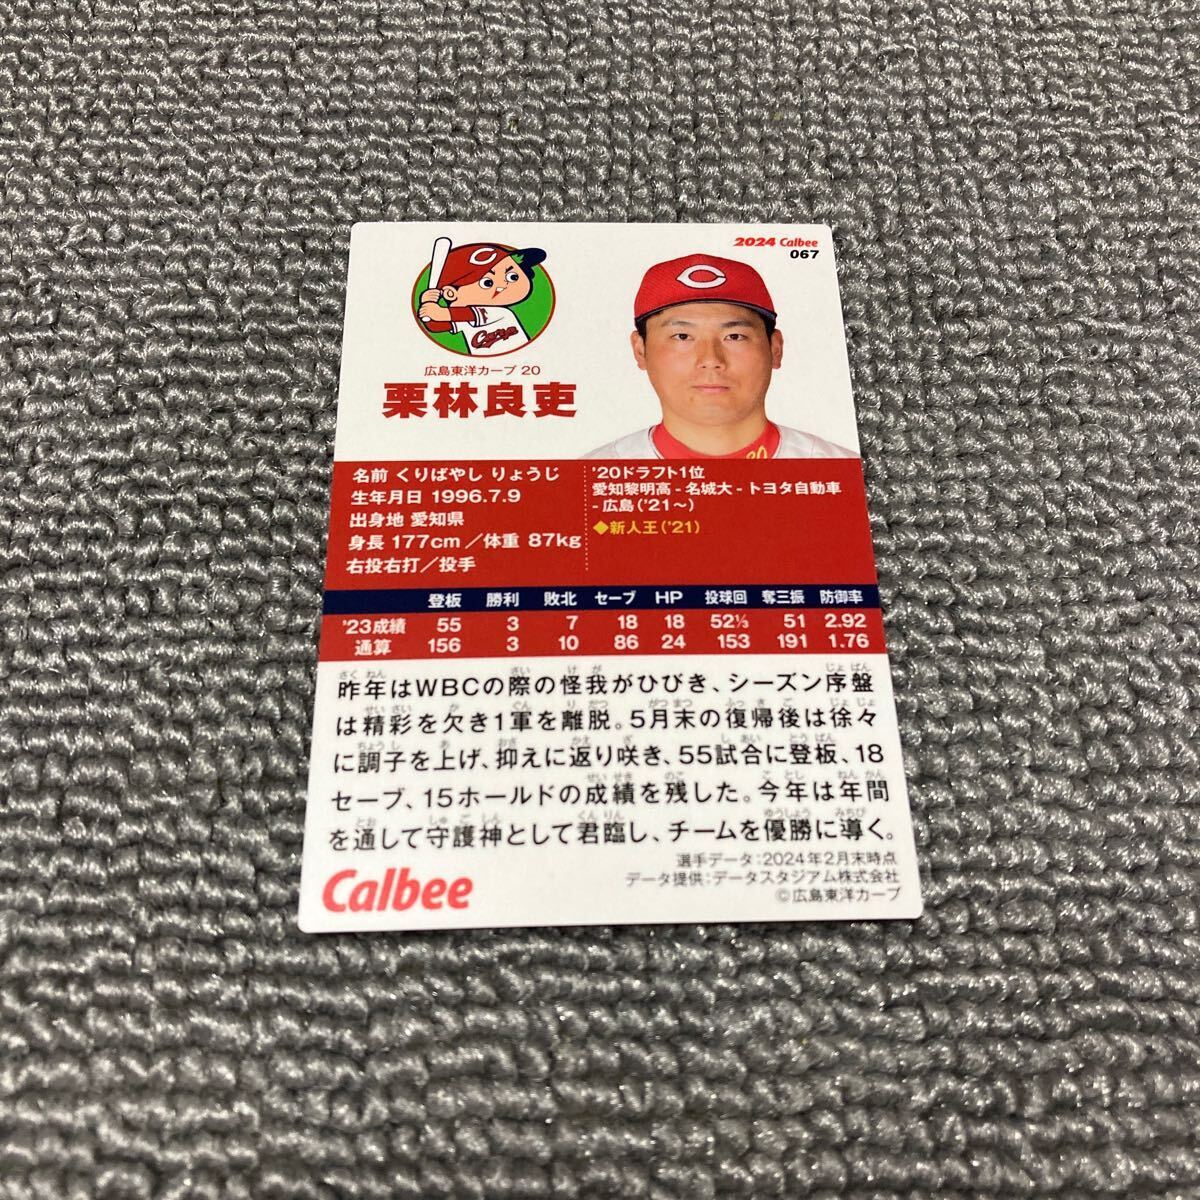 2024 Calbee
067
広島東洋カープ 20
栗林良吏
名前 くりばやし りょうじ
生年月日 1996.7.9
出身地 愛知県
身長 177cm／体重 87kg
右投右打／投手
'20ドラフト1位
愛知黎明高 - 名城大 - トヨタ自動車
- 広島('21～)
◆新人王('21)
登板 勝利 敗北 セーブ HP 投球回 奪三振 防御率
'23成績 55 3 7 18 18 52⅓ 51 2.92
通算 156 3 10 86 24 153 191 1.76
昨年はWBCの際の怪我がひびき、シーズン序盤
は精彩を欠き1軍を離脱。5月末の復帰後は徐々
に調子を上げ、抑えに返り咲き、55試合に登板、18
セーブ、15ホールドの成績を残した。今年は年間
を通して守護神として君臨し、チームを優勝に導く。
選手データ：2024年2月末時点
データ提供：データスタジアム株式会社
©広島東洋カープ
Calbee